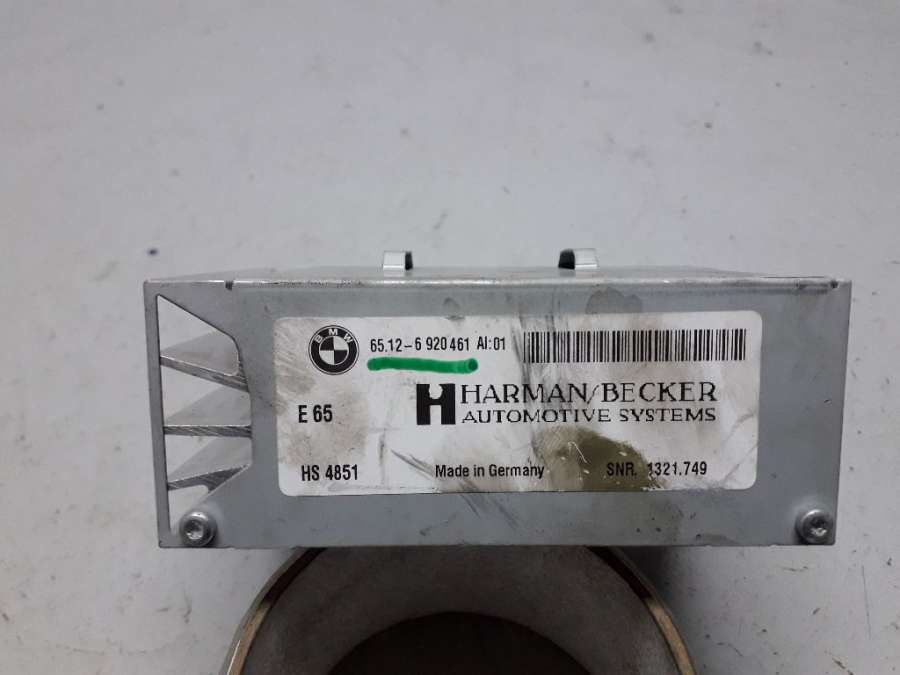 BMW
65.12-6 920 461 AI:01
HARMAN/BECKER
AUTOMOTIVE SYSTEMS
E 65
HS 4851 Made in Germany SNR. 1321.749